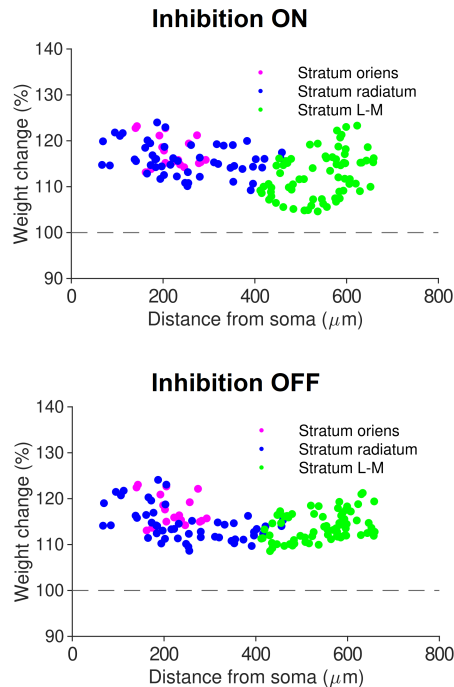 Inhibition ON
140
130
120
110
100
90
Weight change (%)
Stratum oriens
Stratum radiatum
Stratum L-M
0 200 400 600 800
Distance from soma (μm)
Inhibition OFF
140
130
120
110
100
90
Weight change (%)
Stratum oriens
Stratum radiatum
Stratum L-M
0 200 400 600 800
Distance from soma (μm)